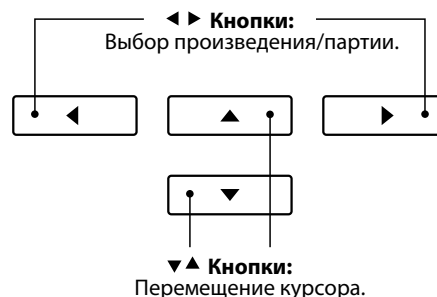 ◀ ▶ Кнопки:
Выбор произведения/партии.
◀
▲
▶
▼
▼▲ Кнопки:
Перемещение курсора.